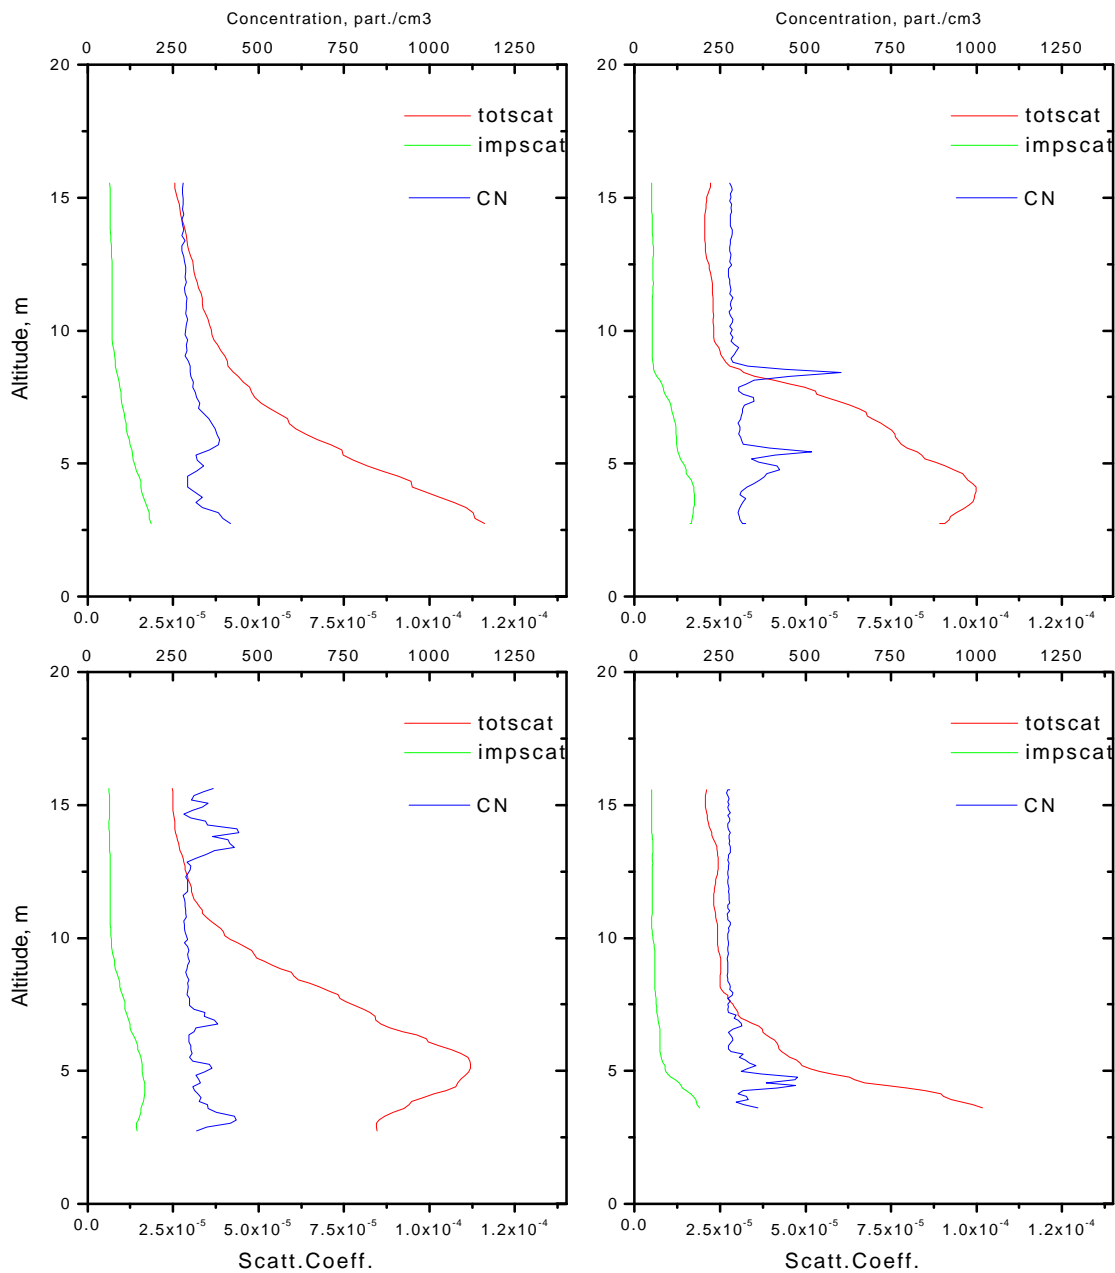 Concentration, part./cm3
Concentration, part./cm3
0 250 500 750 1000 1250
0 250 500 750 1000 1250
20
20
totscat
totscat
impscat
impscat
CN
CN
15
15
10
10
Altitude, m
5
5
0
0
0.0 2.5x10⁻⁵ 5.0x10⁻⁵ 7.5x10⁻⁵ 1.0x10⁻⁴ 1.2x10⁻⁴
0.0 2.5x10⁻⁵ 5.0x10⁻⁵ 7.5x10⁻⁵ 1.0x10⁻⁴ 1.2x10⁻⁴
0 250 500 750 1000 1250
0 250 500 750 1000 1250
20
20
totscat
totscat
impscat
impscat
CN
CN
15
15
10
10
Altitude, m
5
5
0
0
0.0 2.5x10⁻⁵ 5.0x10⁻⁵ 7.5x10⁻⁵ 1.0x10⁻⁴ 1.2x10⁻⁴
0.0 2.5x10⁻⁵ 5.0x10⁻⁵ 7.5x10⁻⁵ 1.0x10⁻⁴ 1.2x10⁻⁴
Scatt.Coeff.
Scatt.Coeff.